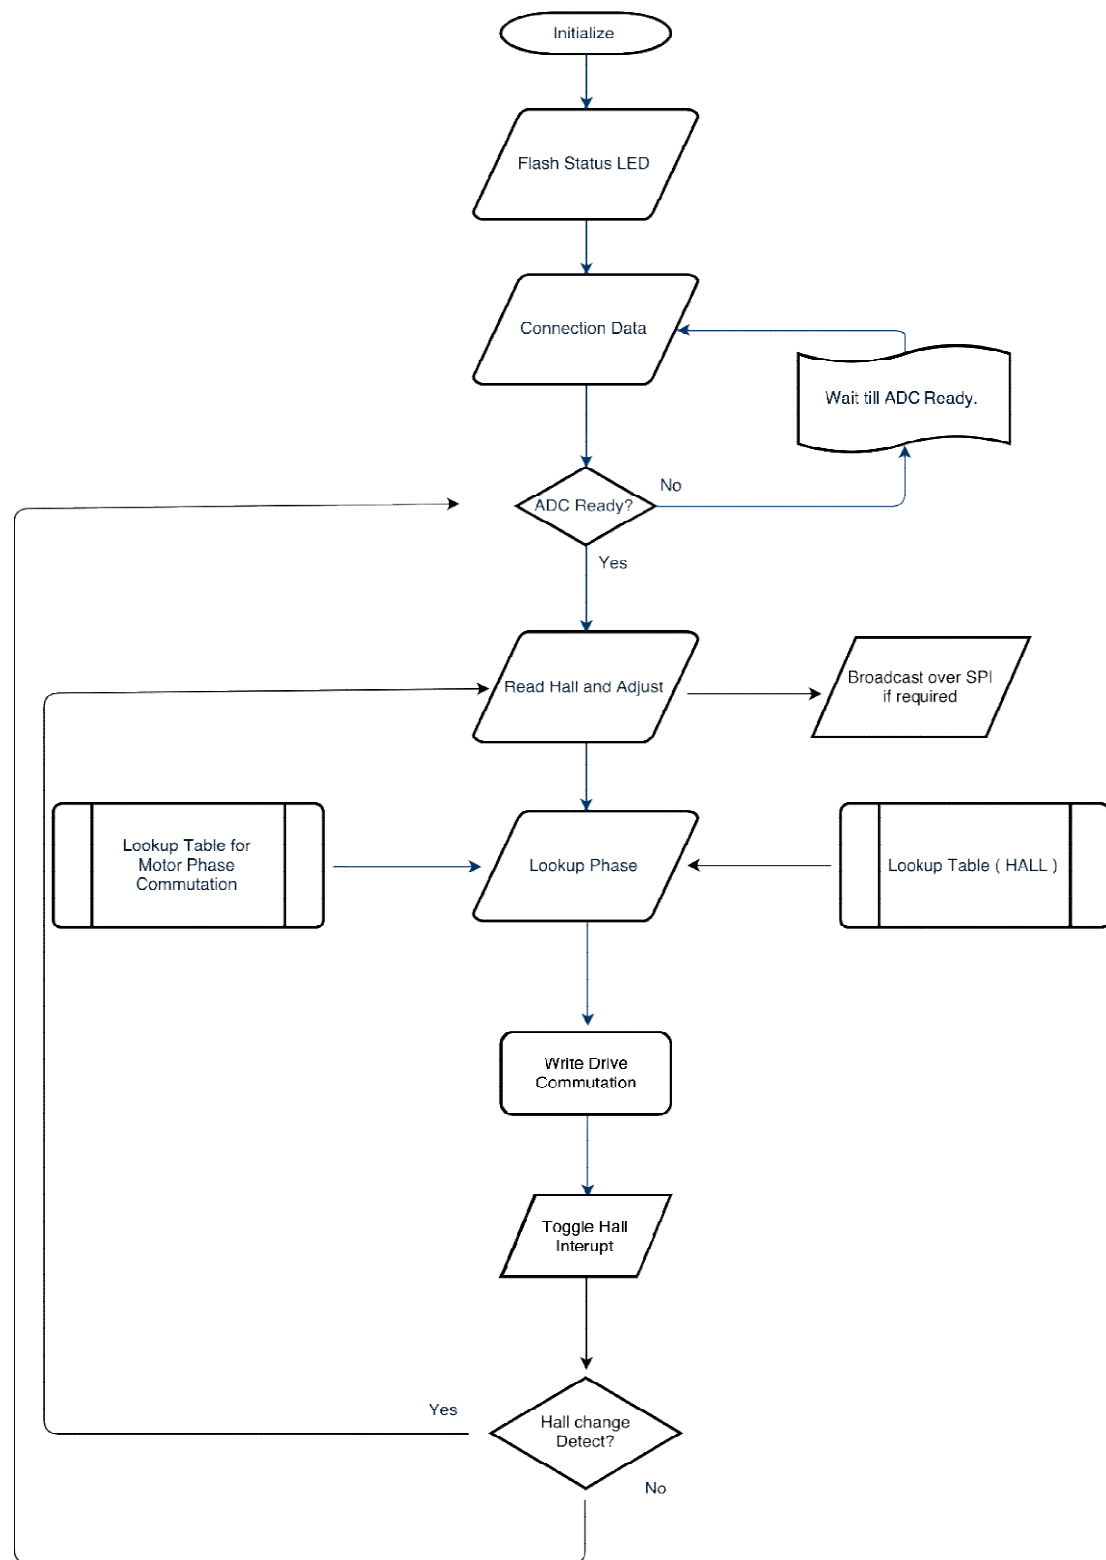 Initialize
Flash Status LED
Connection Data
Wait till ADC Ready.
ADC Ready?
No
Yes
Read Hall and Adjust
Broadcast over SPI
if required
Lookup Table for
Motor Phase
Commutation
Lookup Phase
Lookup Table ( HALL )
Write Drive
Commutation
Toggle Hall
Interupt
Yes
Hall change
Detect?
No